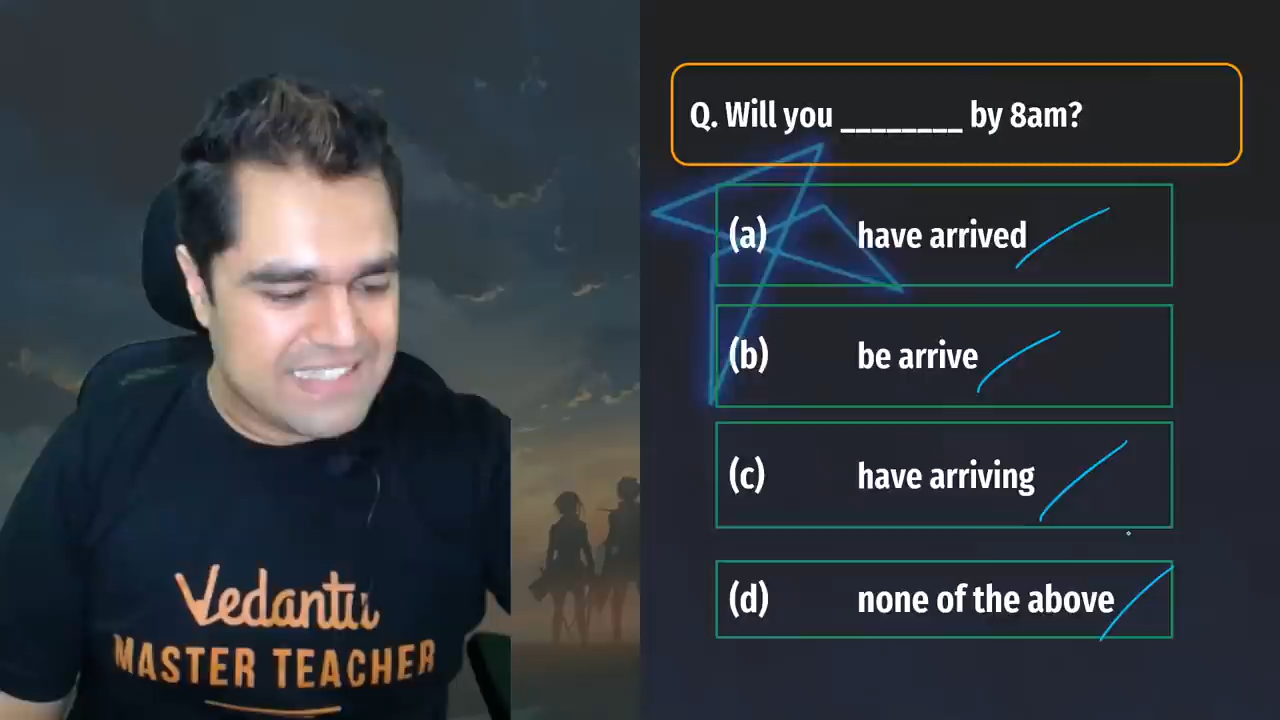 Q. Will you ________ by 8am?
(a) have arrived
(b) be arrive
(c) have arriving
(d) none of the above
Vedantu
MASTER TEACHER